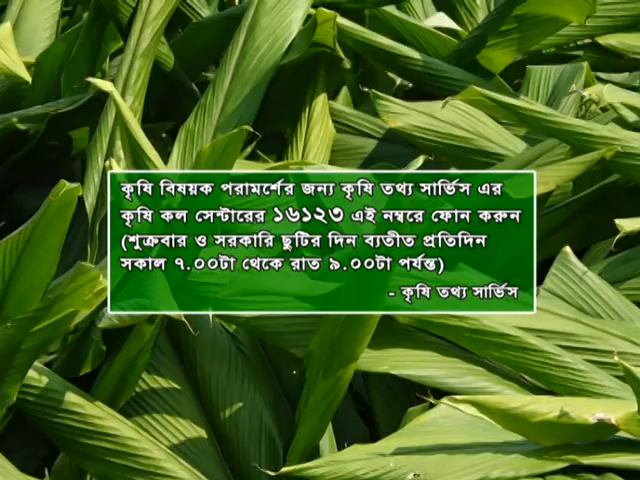 কৃষি বিষয়ক পরামর্শের জন্য কৃষি তথ্য সার্ভিস এর
কৃষি কল সেন্টারের ১৬১২৩ এই নম্বরে ফোন করুন
(শুক্রবার ও সরকারি ছুটির দিন ব্যতীত প্রতিদিন
সকাল ৭.০০টা থেকে রাত ৯.০০টা পর্যন্ত)
- কৃষি তথ্য সার্ভিস